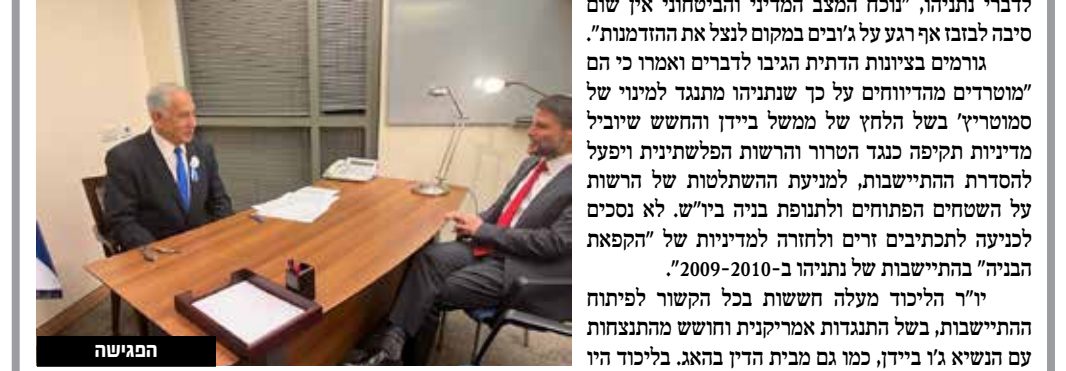 לדברי נתניהו, "נוכח המצב המדיני והביטחוני אין שום
סיבה לבזבז אף רגע על ג'ובים במקום לנצל את ההזדמנות".
גורמים בציונות הדתית הגיבו לדברים ואמרו כי הם
"מוטרדים מהדיווחים על כך שנתניהו מתנגד למינוי של
סמוטריץ' בשל הלחץ של ממשל ביידן והחשש שיוביל
מדיניות תקיפה כנגד הטרור והרשות הפלשתינית ויפעל
להסדרת ההתיישבות, למניעת ההשתלטות של הרשות
על השטחים הפתוחים ולתנופת בניה ביו"ש. לא נסכים
לכניעה לתכתיבים זרים ולחזרה למדיניות של "הקפאת
הבניה" בהתיישבות של נתניהו ב-2009-2010".
יו"ר הליכוד מעלה חששות בכל הקשור לפיתוח
ההתיישבות, בשל התנגדות אמריקנית וחושש מהתנצחות
עם הנשיא ג'ו ביידן, כמו גם מבית הדין בהאג. בליכוד היו
הפגישה